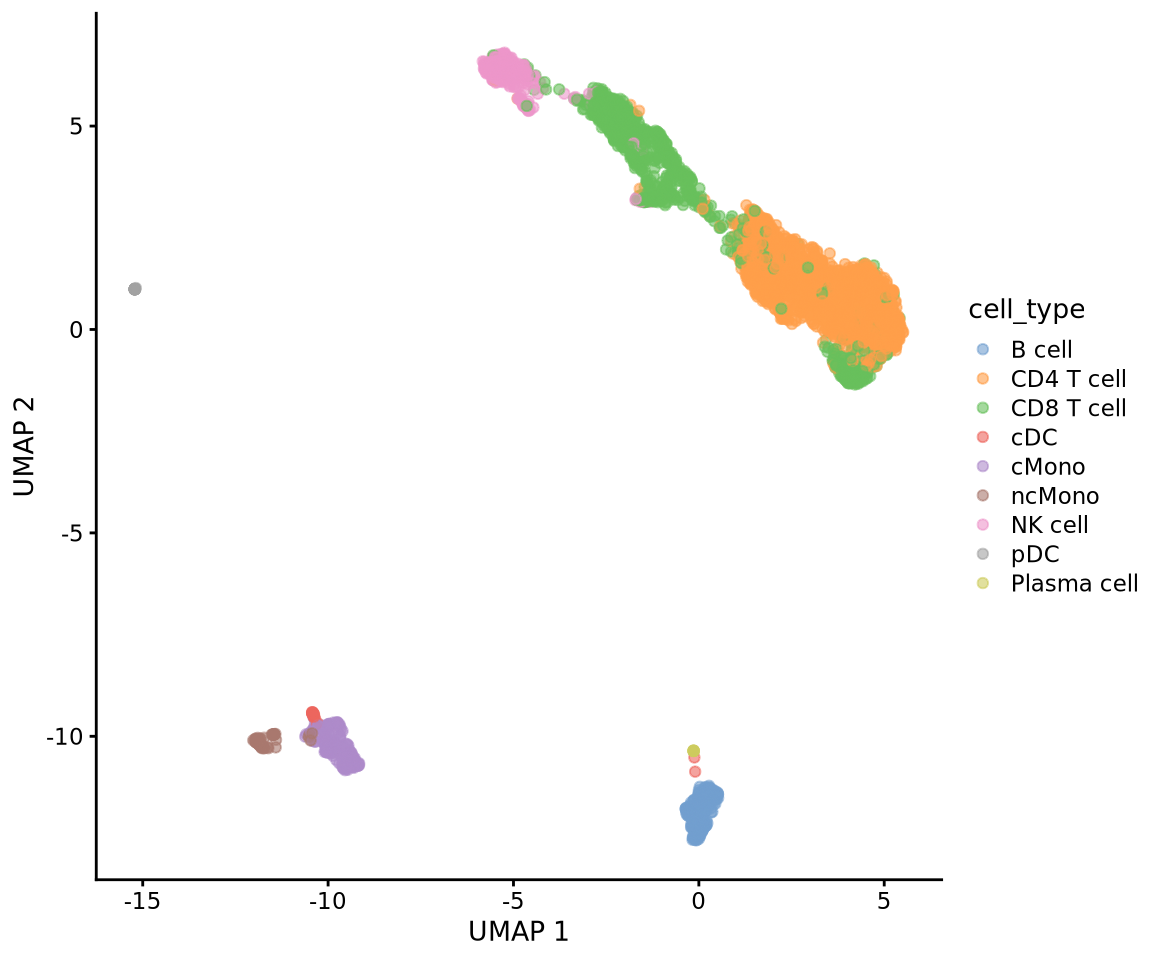 5
0
-5
-10
-15
-10
-5
0
5
UMAP 1
UMAP 2
cell_type
B cell
CD4 T cell
CD8 T cell
cDC
cMono
ncMono
NK cell
pDC
Plasma cell